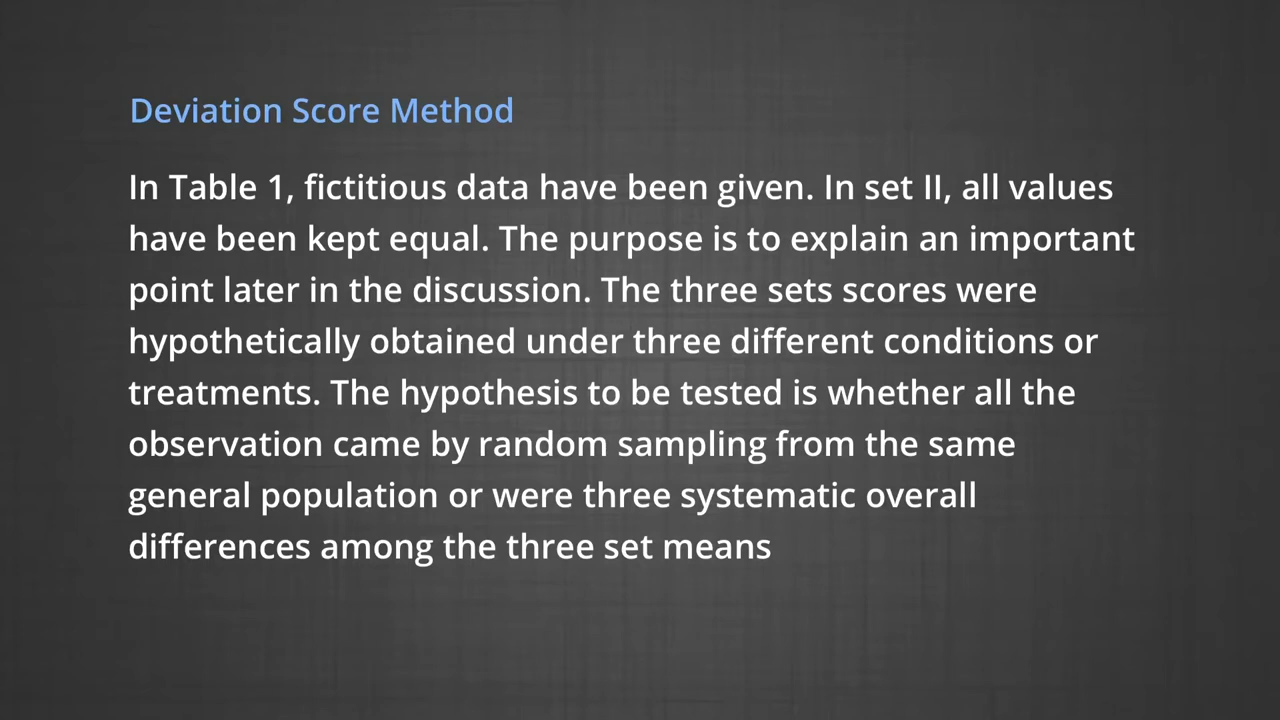 Deviation Score Method
In Table 1, fictitious data have been given. In set II, all values
have been kept equal. The purpose is to explain an important
point later in the discussion. The three sets scores were
hypothetically obtained under three different conditions or
treatments. The hypothesis to be tested is whether all the
observation came by random sampling from the same
general population or were three systematic overall
differences among the three set means